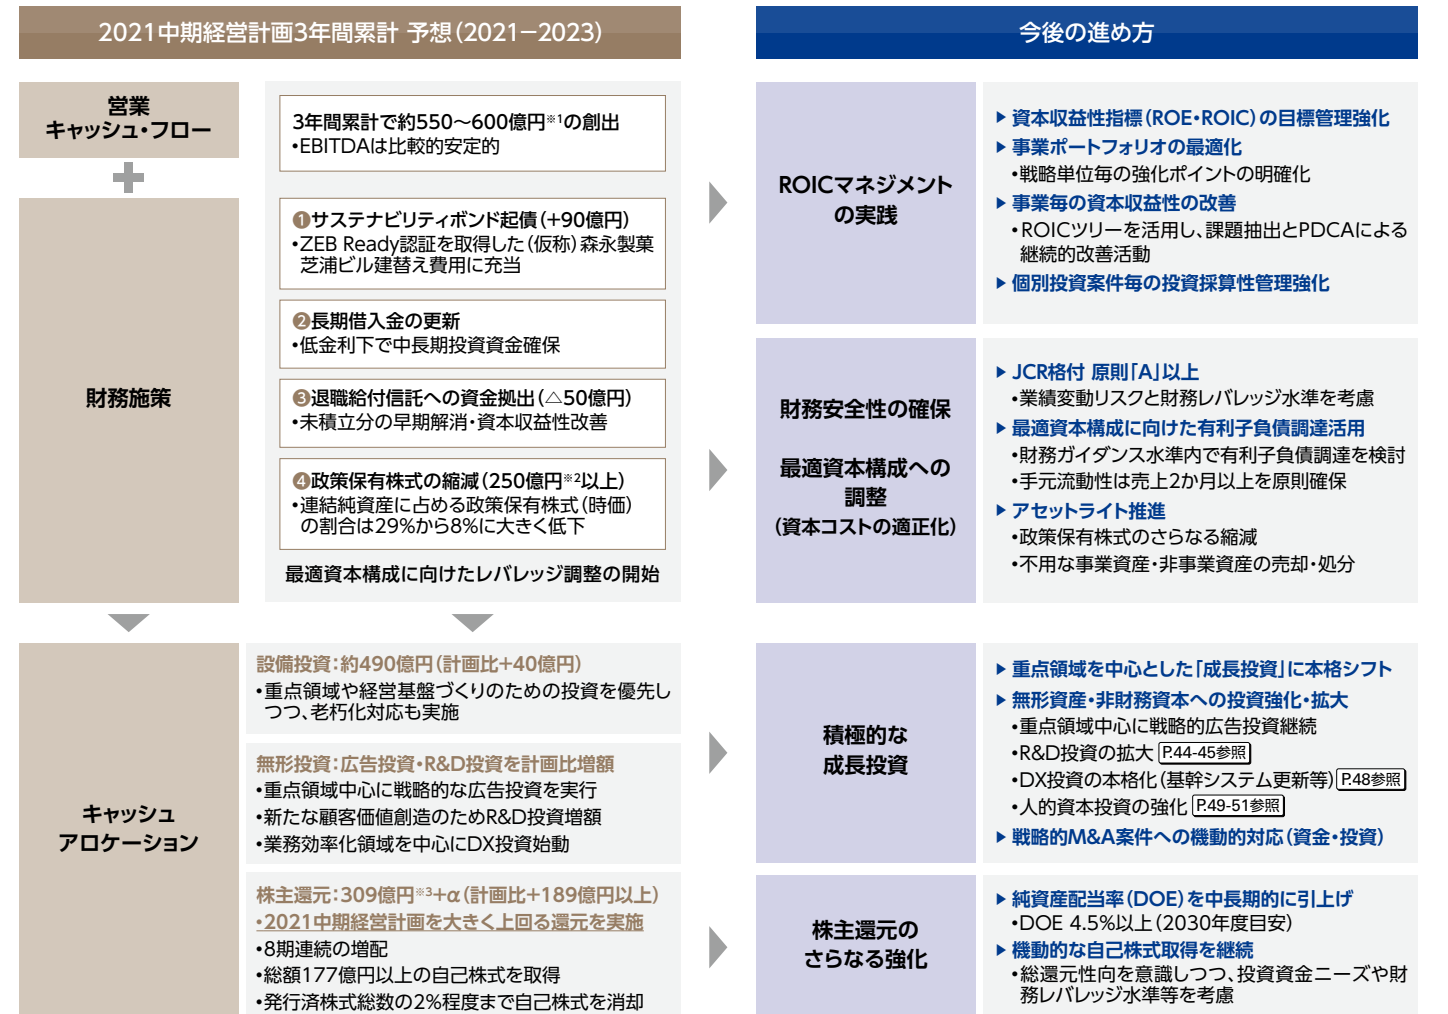 2021中期経営計画3年間累計 予想（2021－2023）
営業
キャッシュ・フロー
3年間累計で約550～600億円※1の創出
・EBITDAは比較的安定的
財務施策
❶サステナビリティボンド起債（+90億円）
・ZEB Ready認証を取得した（仮称）森永製菓
芝浦ビル建替え費用に充当
❷長期借入金の更新
・低金利下で中長期投資資金確保
❸退職給付信託への資金拠出（△50億円）
・未積立分の早期解消・資本収益性改善
❹政策保有株式の縮減（250億円※2以上）
・連結純資産に占める政策保有株式（時価）
の割合は29%から8%に大きく低下
最適資本構成に向けたレバレッジ調整の開始
キャッシュ
アロケーション
設備投資：約490億円（計画比+40億円）
・重点領域や経営基盤づくりのための投資を優先し
つつ、老朽化対応も実施
無形投資：広告投資・R&D投資を計画比増額
・重点領域中心に戦略的な広告投資を実行
・新たな顧客価値創造のためR&D投資増額
・業務効率化領域を中心にDX投資始動
株主還元：309億円※3+α（計画比+189億円以上）
・2021中期経営計画を大きく上回る還元を実施
・8期連続の増配
・総額177億円以上の自己株式を取得
・発行済株式総数の2%程度まで自己株式を消却
今後の進め方
ROICマネジメント
の実践
▶ 資本収益性指標（ROE・ROIC）の目標管理強化
▶ 事業ポートフォリオの最適化
・戦略単位毎の強化ポイントの明確化
▶ 事業毎の資本収益性の改善
・ROICツリーを活用し、課題抽出とPDCAによる
継続的改善活動
▶ 個別投資案件毎の投資採算性管理強化
財務安全性の確保
最適資本構成への
調整
（資本コストの適正化）
▶ JCR格付 原則「A」以上
・業績変動リスクと財務レバレッジ水準を考慮
▶ 最適資本構成に向けた有利子負債調達活用
・財務ガイダンス水準内で有利子負債調達を検討
・手元流動性は売上2か月以上を原則確保
▶ アセットライト推進
・政策保有株式のさらなる縮減
・不用な事業資産・非事業資産の売却・処分
積極的な
成長投資
▶ 重点領域を中心とした「成長投資」に本格シフト
▶ 無形資産・非財務資本への投資強化・拡大
・重点領域中心に戦略的広告投資継続
・R&D投資の拡大 P.44-45参照
・DX投資の本格化（基幹システム更新等） P.48参照
・人的資本投資の強化 P.49-51参照
▶ 戦略的M&A案件への機動的対応（資金・投資）
株主還元の
さらなる強化
▶ 純資産配当率（DOE）を中長期的に引上げ
・DOE 4.5%以上（2030年度目安）
▶ 機動的な自己株式取得を継続
・総還元性向を意識しつつ、投資資金ニーズや財
務レバレッジ水準等を考慮